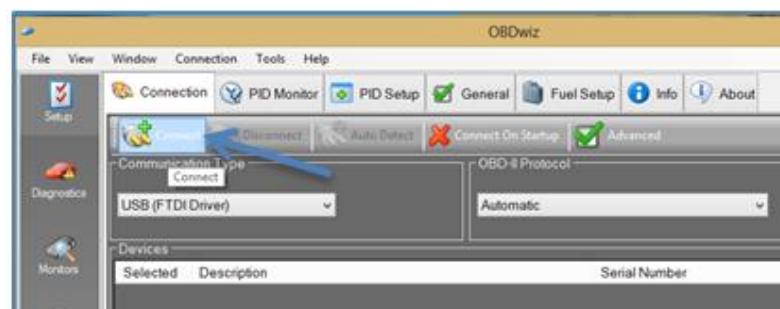 OBDwiz
File View Window Connection Tools Help
Connection PID Monitor PID Setup General Fuel Setup Info About
Setup
Connect Disconnect Auto Detect Connect On Startup Advanced
Communication Type OBD-II Protocol
Connect
Diagnostics
USB (FTDI Driver) Automatic
Devices
Monitors
Selected Description Serial Number